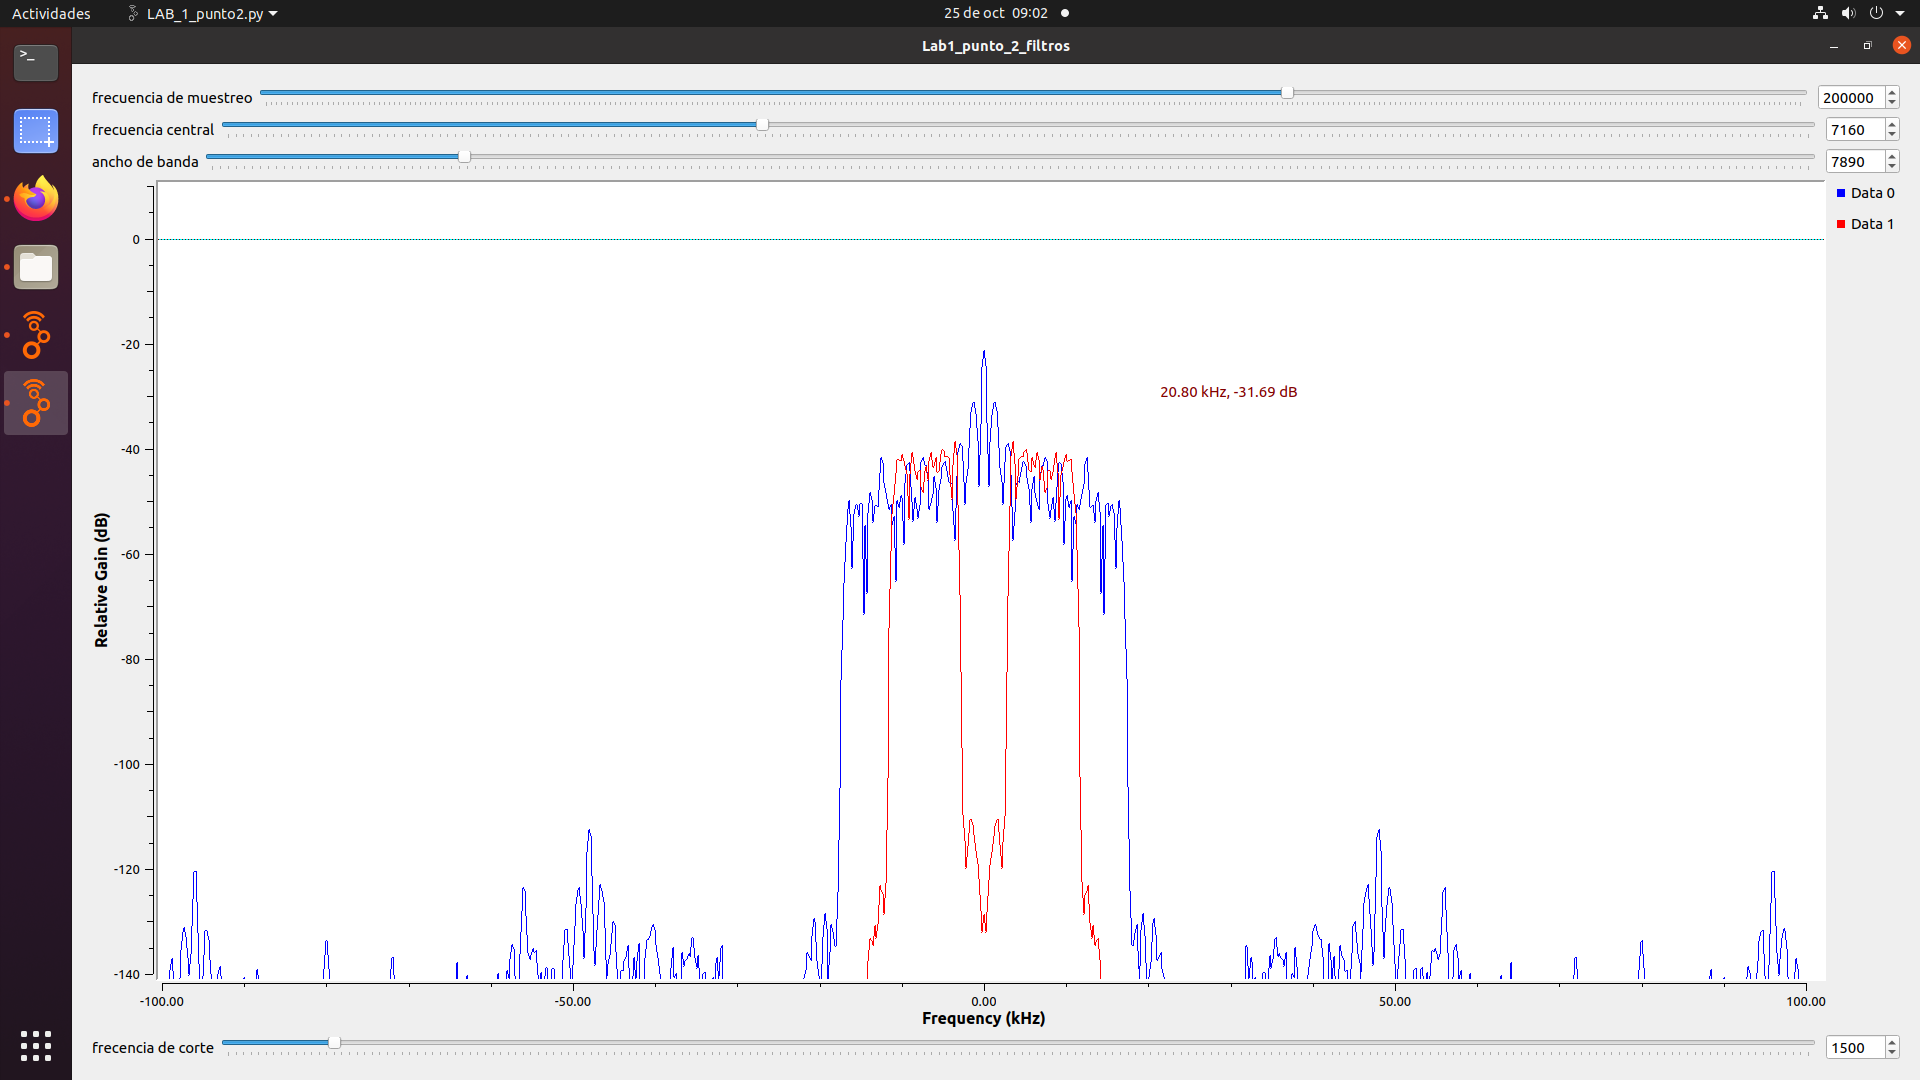 Actividades LAB_1_punto2.py 25 de oct 09:02
Lab1_punto_2_filtros
frecuencia de muestreo 200000
frecuencia central 7160
ancho de banda 7890
Data 0
Data 1
0
-20
20.80 kHz, -31.69 dB
-40
-60
-80
-100
-120
-140
Relative Gain (dB)
-100.00 -50.00 0.00 50.00 100.00
Frequency (kHz)
frecencia de corte 1500